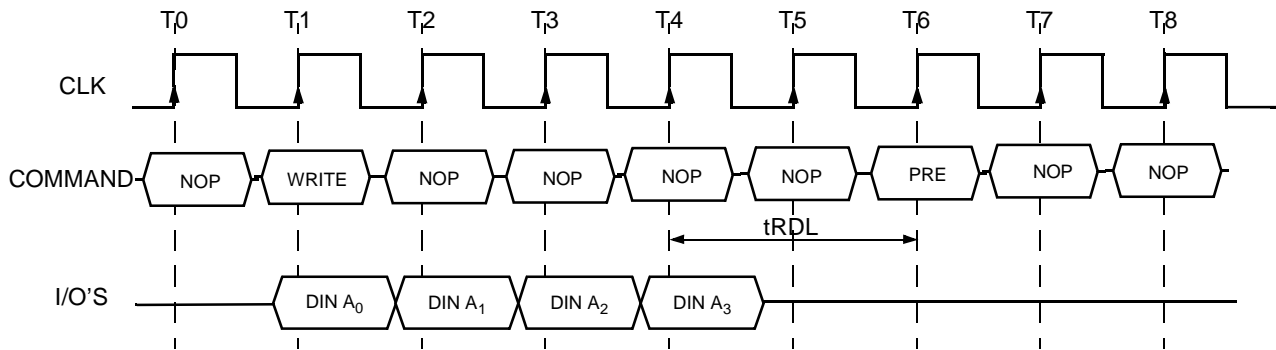 T0 T1 T2 T3 T4 T5 T6 T7 T8
CLK
COMMAND NOP WRITE NOP NOP NOP NOP PRE NOP NOP
tRDL
I/O'S DIN A0 DIN A1 DIN A2 DIN A3